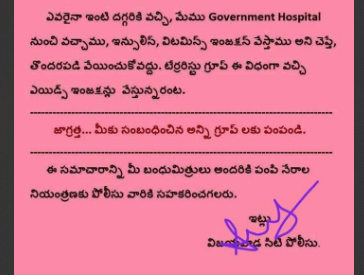 ఎవరైనా ఇంటి దగ్గరికి వచ్చి, మేము Government Hospital
నుంచి వచ్చాము, ఇన్సులిన్, విటమిన్స్ ఇంజక్షన్ వేస్తాము అని చెప్తే,
తొందరపడి వేయించుకోవద్దు. టెర్రరిస్టు గ్రూప్ ఈ విధంగా వచ్చి
ఎయిడ్స్ ఇంజక్షన్లు వేస్తున్నరంట.
జాగ్రత్త... మీకు సంబంధించిన అన్ని గ్రూప్ లకు పంపండి.
ఈ సమాచారాన్ని మీ బంధుమిత్రులు అందరికి పంపి నేరాల
నియంత్రణకు పోలీసు వారికి సహకరించగలరు.
ఇట్లు
విజయవాడ సిటీ పోలీసు.